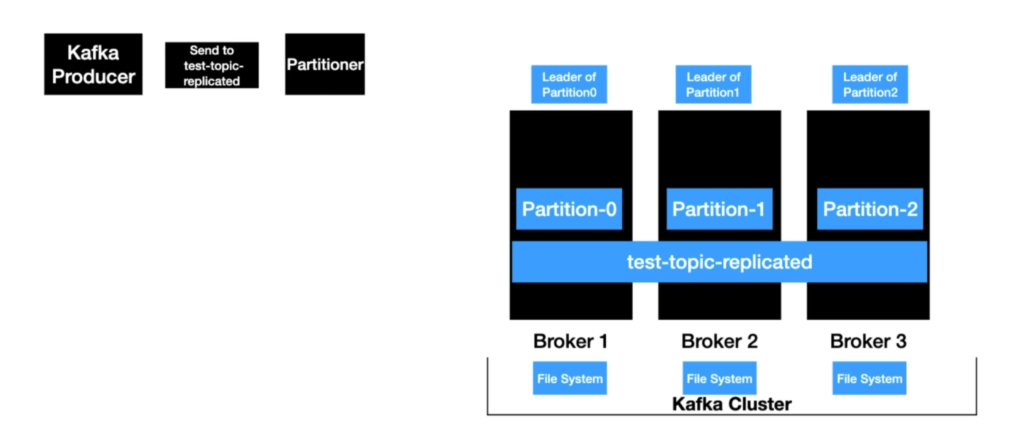 Kafka
Producer
Send to
test-topic-
replicated
Partitioner
Leader of
Partition0
Leader of
Partition1
Leader of
Partition2
Partition-0
Partition-1
Partition-2
test-topic-replicated
Broker 1
Broker 2
Broker 3
File System
File System
File System
Kafka Cluster